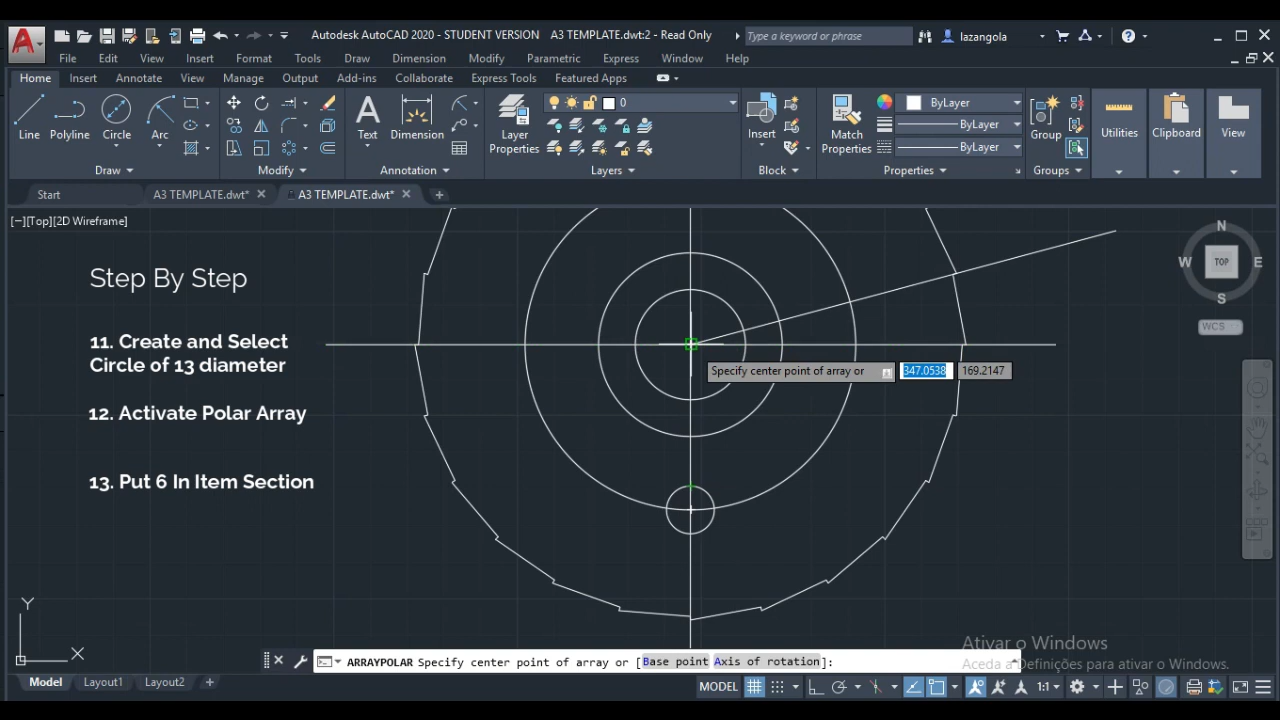 Autodesk AutoCAD 2020 - STUDENT VERSION A3 TEMPLATE.dwt:2 - Read Only
Type a keyword or phrase
lazangola
File Edit View Insert Format Tools Draw Dimension Modify Parametric Express Window Help
Home Insert Annotate View Manage Output Add-ins Collaborate Express Tools Featured Apps
0
ByLayer
ByLayer
ByLayer
Line Polyline Circle Arc
Text Dimension
Layer Properties
Insert
Match Properties
Group
Utilities
Clipboard
View
Draw Modify Annotation Layers Block Properties Groups
Start A3 TEMPLATE.dwt* A3 TEMPLATE.dwt*
[−][Top][2D Wireframe]
N
W TOP E
S
WCS
Step By Step
11. Create and Select
Circle of 13 diameter
12. Activate Polar Array
13. Put 6 In Item Section
Specify center point of array or 347.0538 169.2147
Y
X
Ativar o Windows
Aceda a Definições para ativar o Windows.
ARRAYPOLAR Specify center point of array or [Base point Axis of rotation]:
Model Layout1 Layout2
MODEL 1:1